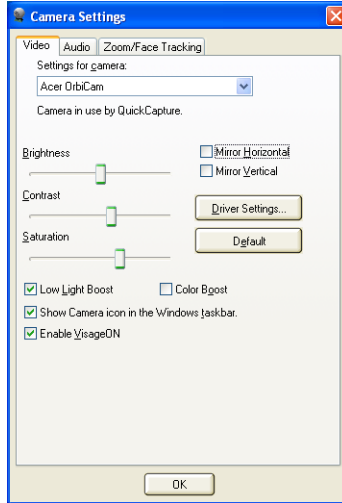 Camera Settings
Video Audio Zoom/Face Tracking
Settings for camera:
Acer OrbiCam
Camera in use by QuickCapture.
Brightness
Mirror Horizontal
Mirror Vertical
Contrast
Driver Settings...
Saturation
Default
Low Light Boost Color Boost
Show Camera icon in the Windows taskbar.
Enable VisageON
OK